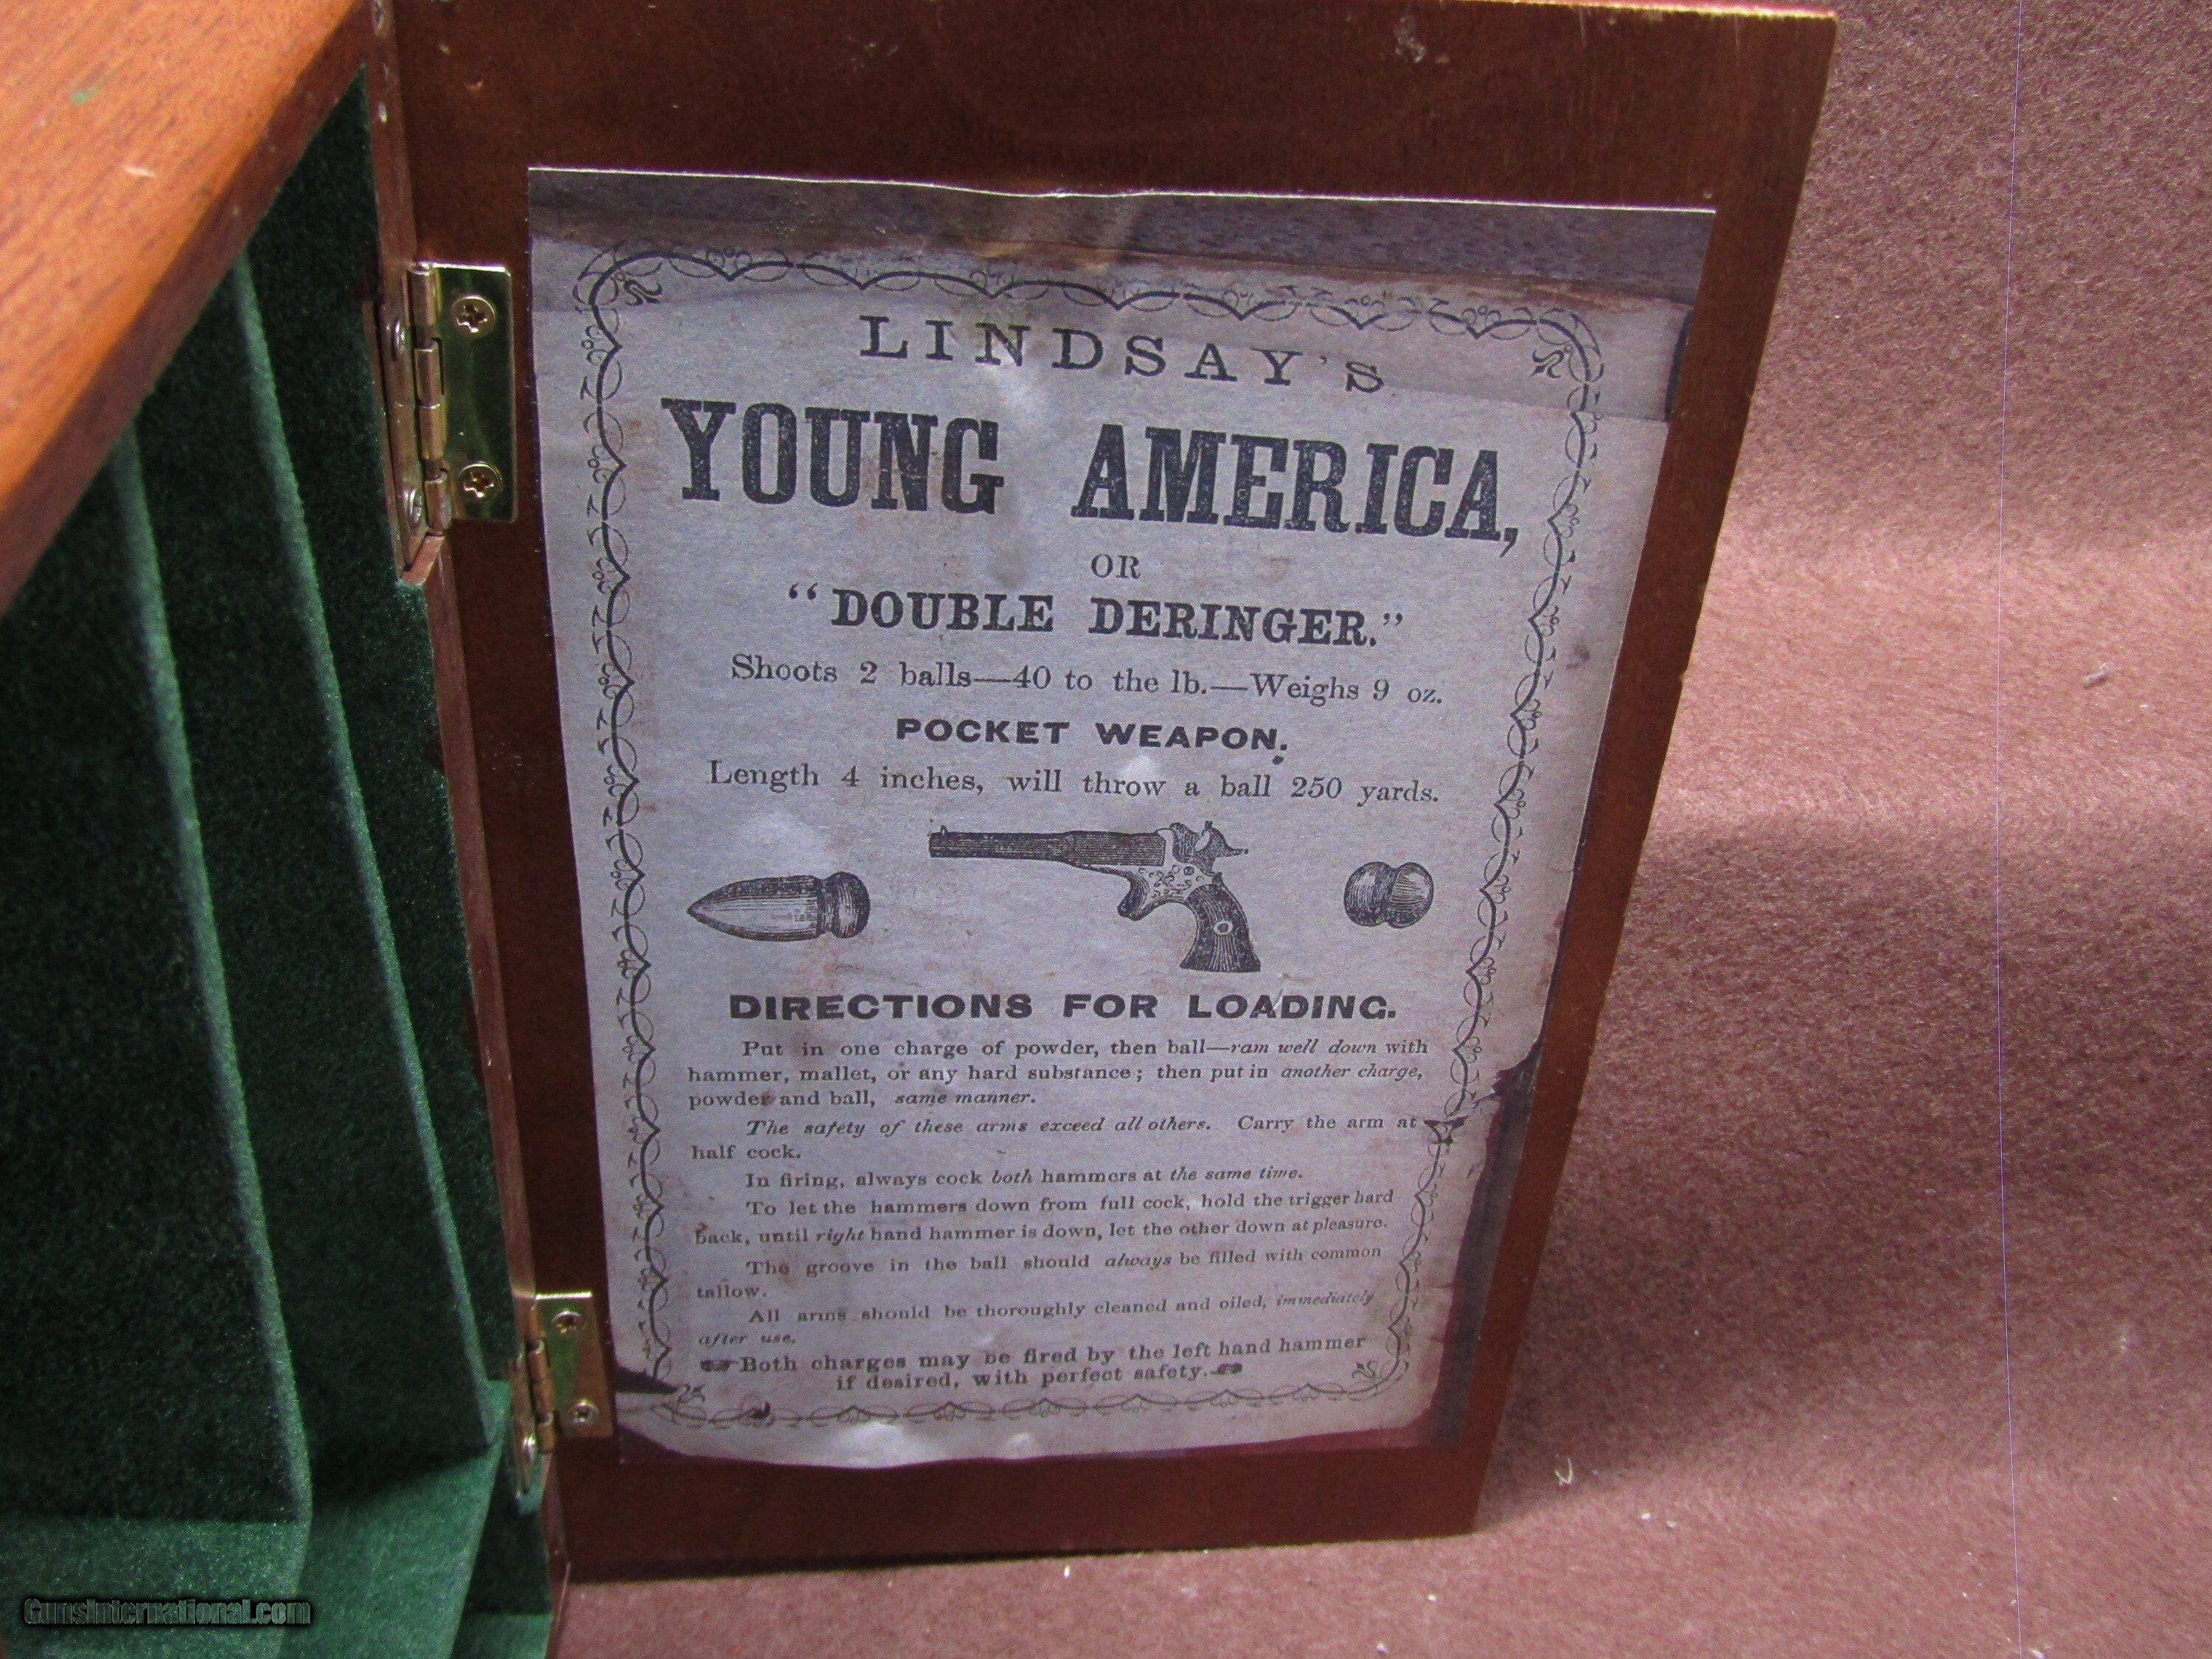 LINDSAY'S
YOUNG AMERICA,
OR
"DOUBLE DERINGER."
Shoots 2 balls—40 to the lb.—Weighs 9 oz.
POCKET WEAPON.
Length 4 inches, will throw a ball 250 yards.
DIRECTIONS FOR LOADING.
Put in one charge of powder, then ball—ram well down with
hammer, mallet, or any hard substance; then put in another charge,
powder and ball, same manner.
The safety of these arms exceed all others. Carry the arm at
half cock.
In firing, always cock both hammers at the same time.
To let the hammers down from full cock, hold the trigger hard
back, until right hand hammer is down, let the other down at pleasure.
The groove in the ball should always be filled with common
tallow.
All arms should be thoroughly cleaned and oiled, immediately
after use.
☞Both charges may be fired by the left hand hammer
if desired, with perfect safety.☜
GunsInternational.com